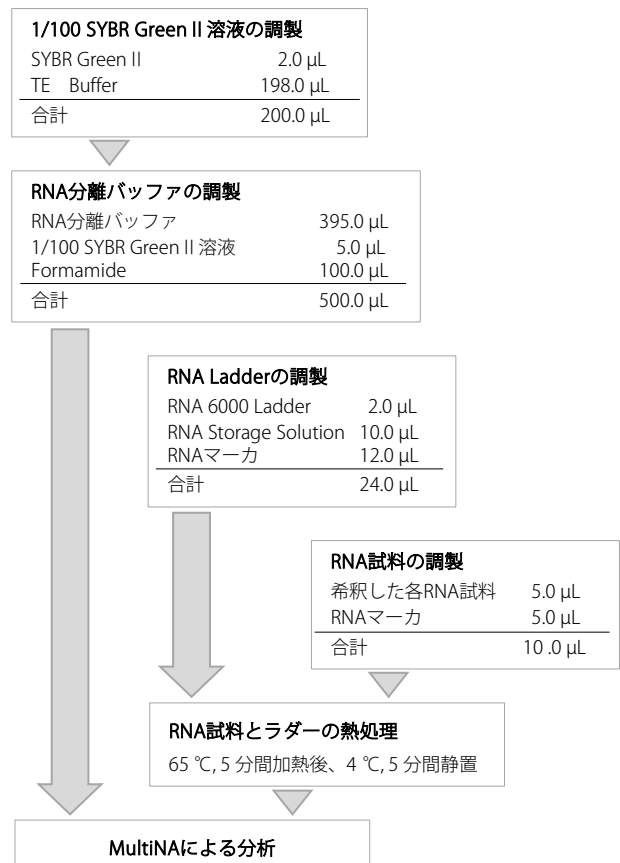 1/100 SYBR Green II 溶液の調製
SYBR Green II 2.0 µL
TE Buffer 198.0 µL
合計 200.0 µL
RNA分離バッファの調製
RNA分離バッファ 395.0 µL
1/100 SYBR Green II 溶液 5.0 µL
Formamide 100.0 µL
合計 500.0 µL
RNA Ladderの調製
RNA 6000 Ladder 2.0 µL
RNA Storage Solution 10.0 µL
RNAマーカ 12.0 µL
合計 24.0 µL
RNA試料の調製
希釈した各RNA試料 5.0 µL
RNAマーカ 5.0 µL
合計 10 .0 µL
RNA試料とラダーの熱処理
65 ℃, 5 分間加熱後、4 ℃, 5 分間静置
MultiNAによる分析